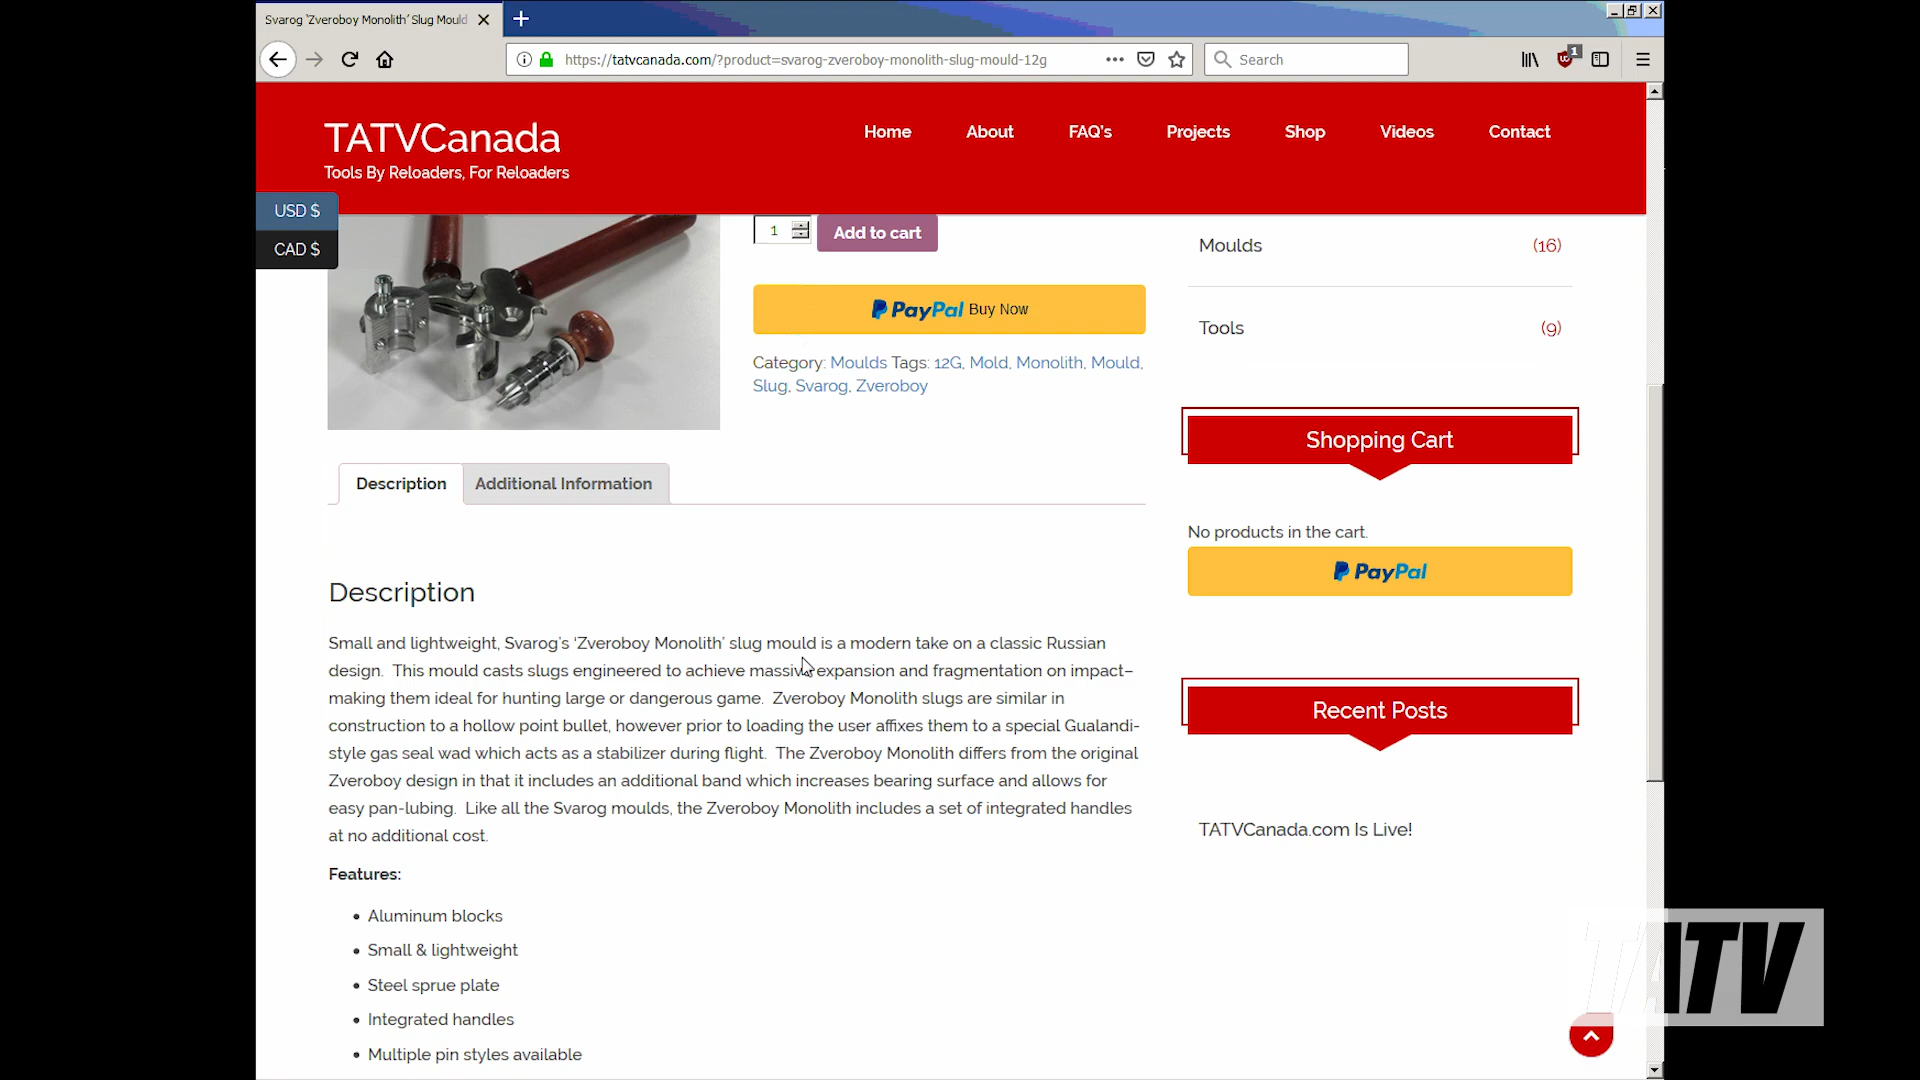 Svarog 'Zveroboy Monolith' Slug Mould
https://tatvcanada.com/?product=svarog-zveroboy-monolith-slug-mould-12g
Search
1
TATVCanada
Tools By Reloaders, For Reloaders
Home
About
FAQ's
Projects
Shop
Videos
Contact
USD $
CAD $
1
Add to cart
PayPal Buy Now
Category: Moulds Tags: 12G, Mold, Monolith, Mould,
Slug, Svarog, Zveroboy
Moulds (16)
Tools (9)
Shopping Cart
No products in the cart.
PayPal
Recent Posts
TATVCanada.com Is Live!
Description
Additional Information
Description
Small and lightweight, Svarog's 'Zveroboy Monolith' slug mould is a modern take on a classic Russian
design. This mould casts slugs engineered to achieve massive expansion and fragmentation on impact–
making them ideal for hunting large or dangerous game. Zveroboy Monolith slugs are similar in
construction to a hollow point bullet, however prior to loading the user affixes them to a special Gualandi-
style gas seal wad which acts as a stabilizer during flight. The Zveroboy Monolith differs from the original
Zveroboy design in that it includes an additional band which increases bearing surface and allows for
easy pan-lubing. Like all the Svarog moulds, the Zveroboy Monolith includes a set of integrated handles
at no additional cost.
Features:
• Aluminum blocks
• Small & lightweight
• Steel sprue plate
• Integrated handles
• Multiple pin styles available
TATV